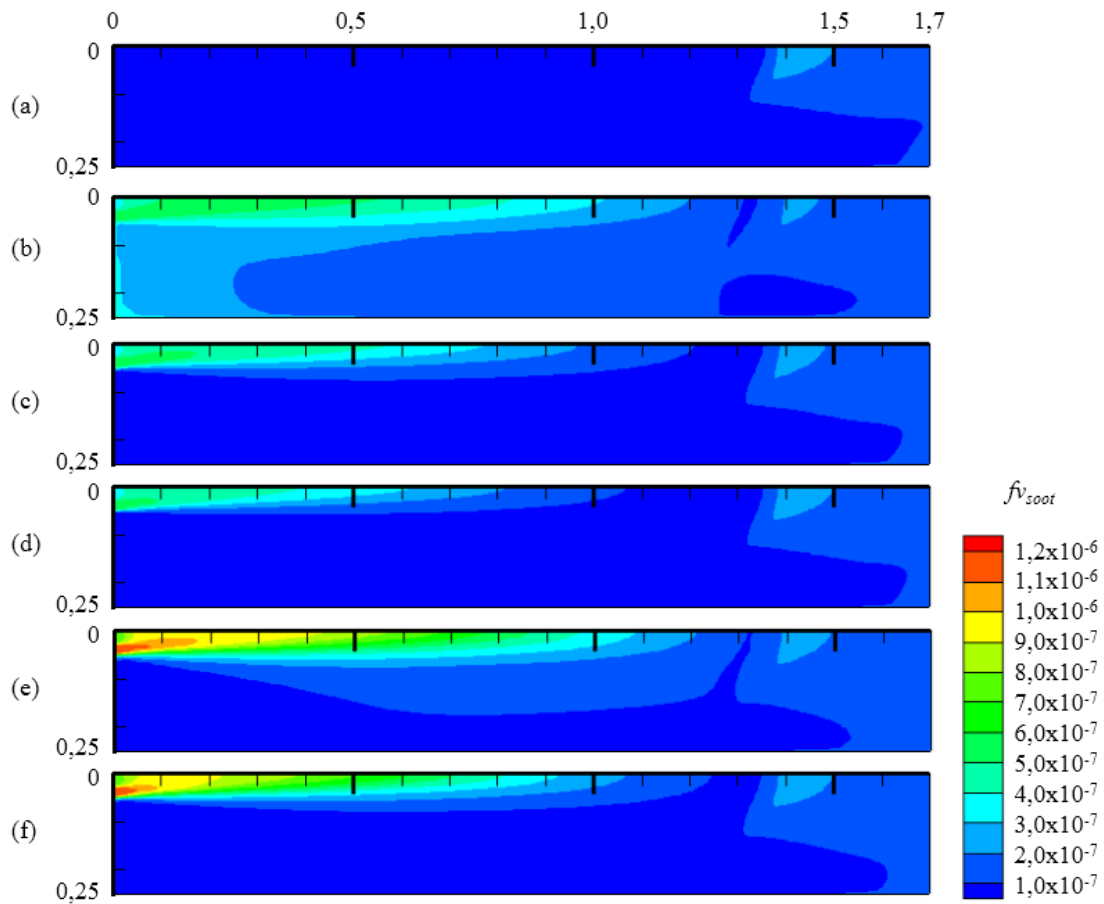 0 0,5 1,0 1,5 1,7
0
(a)
0,25
0
(b)
0,25
0
(c)
0,25
0
(d)
0,25
0
(e)
0,25
0
(f)
0,25
fv_soot
1,2x10⁻⁶
1,1x10⁻⁶
1,0x10⁻⁶
9,0x10⁻⁷
8,0x10⁻⁷
7,0x10⁻⁷
6,0x10⁻⁷
5,0x10⁻⁷
4,0x10⁻⁷
3,0x10⁻⁷
2,0x10⁻⁷
1,0x10⁻⁷